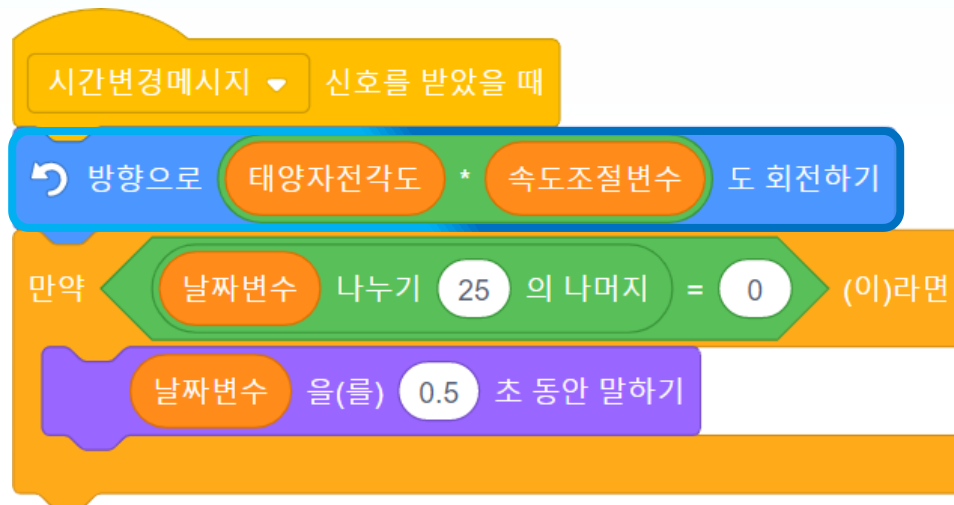 시간변경메시지 신호를 받았을 때
방향으로 태양자전각도 * 속도조절변수 도 회전하기
만약 날짜변수 나누기 25 의 나머지 = 0 (이)라면
날짜변수 을(를) 0.5 초 동안 말하기